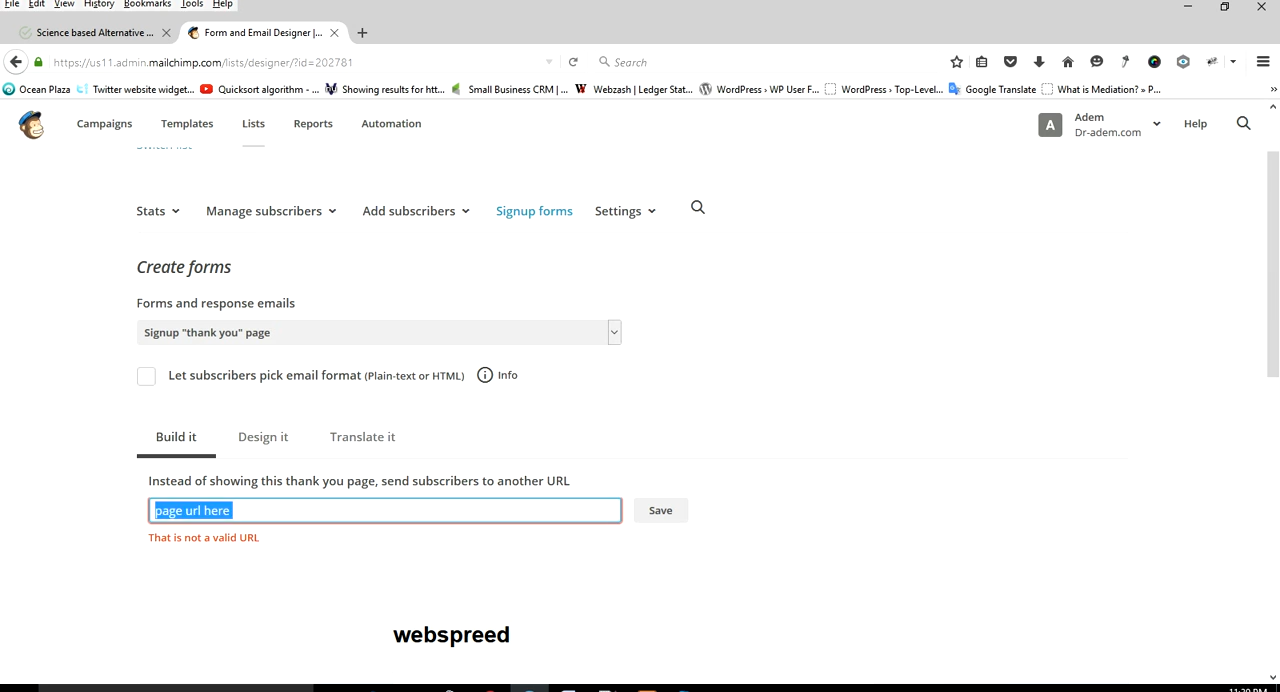 File Edit View History Bookmarks Tools Help
Science based Alternative ... Form and Email Designer |...
https://us11.admin.mailchimp.com/lists/designer/?id=202781 Search
Ocean Plaza Twitter website widget... Quicksort algorithm - ... Showing results for htt... Small Business CRM | ... Webzash | Ledger Stat... WordPress › WP User F... WordPress › Top-Level... Google Translate What is Mediation? » P...
Campaigns Templates Lists Reports Automation A Adem Help
Dr-adem.com
Switch list
Stats Manage subscribers Add subscribers Signup forms Settings
Create forms
Forms and response emails
Signup "thank you" page
Let subscribers pick email format (Plain-text or HTML) Info
Build it Design it Translate it
Instead of showing this thank you page, send subscribers to another URL
page url here Save
That is not a valid URL
webspreed
11:20 PM